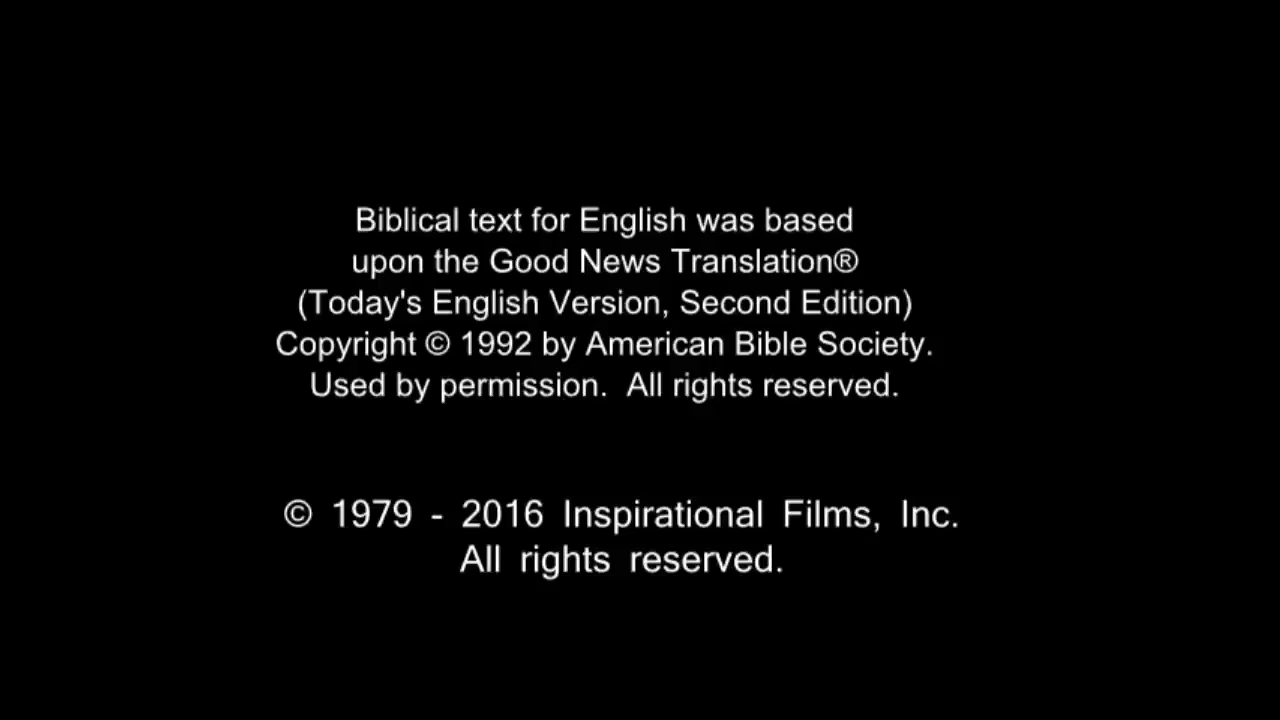 Biblical text for English was based
upon the Good News Translation®
(Today's English Version, Second Edition)
Copyright © 1992 by American Bible Society.
Used by permission.  All rights reserved.
© 1979 - 2016 Inspirational Films, Inc.
All rights reserved.